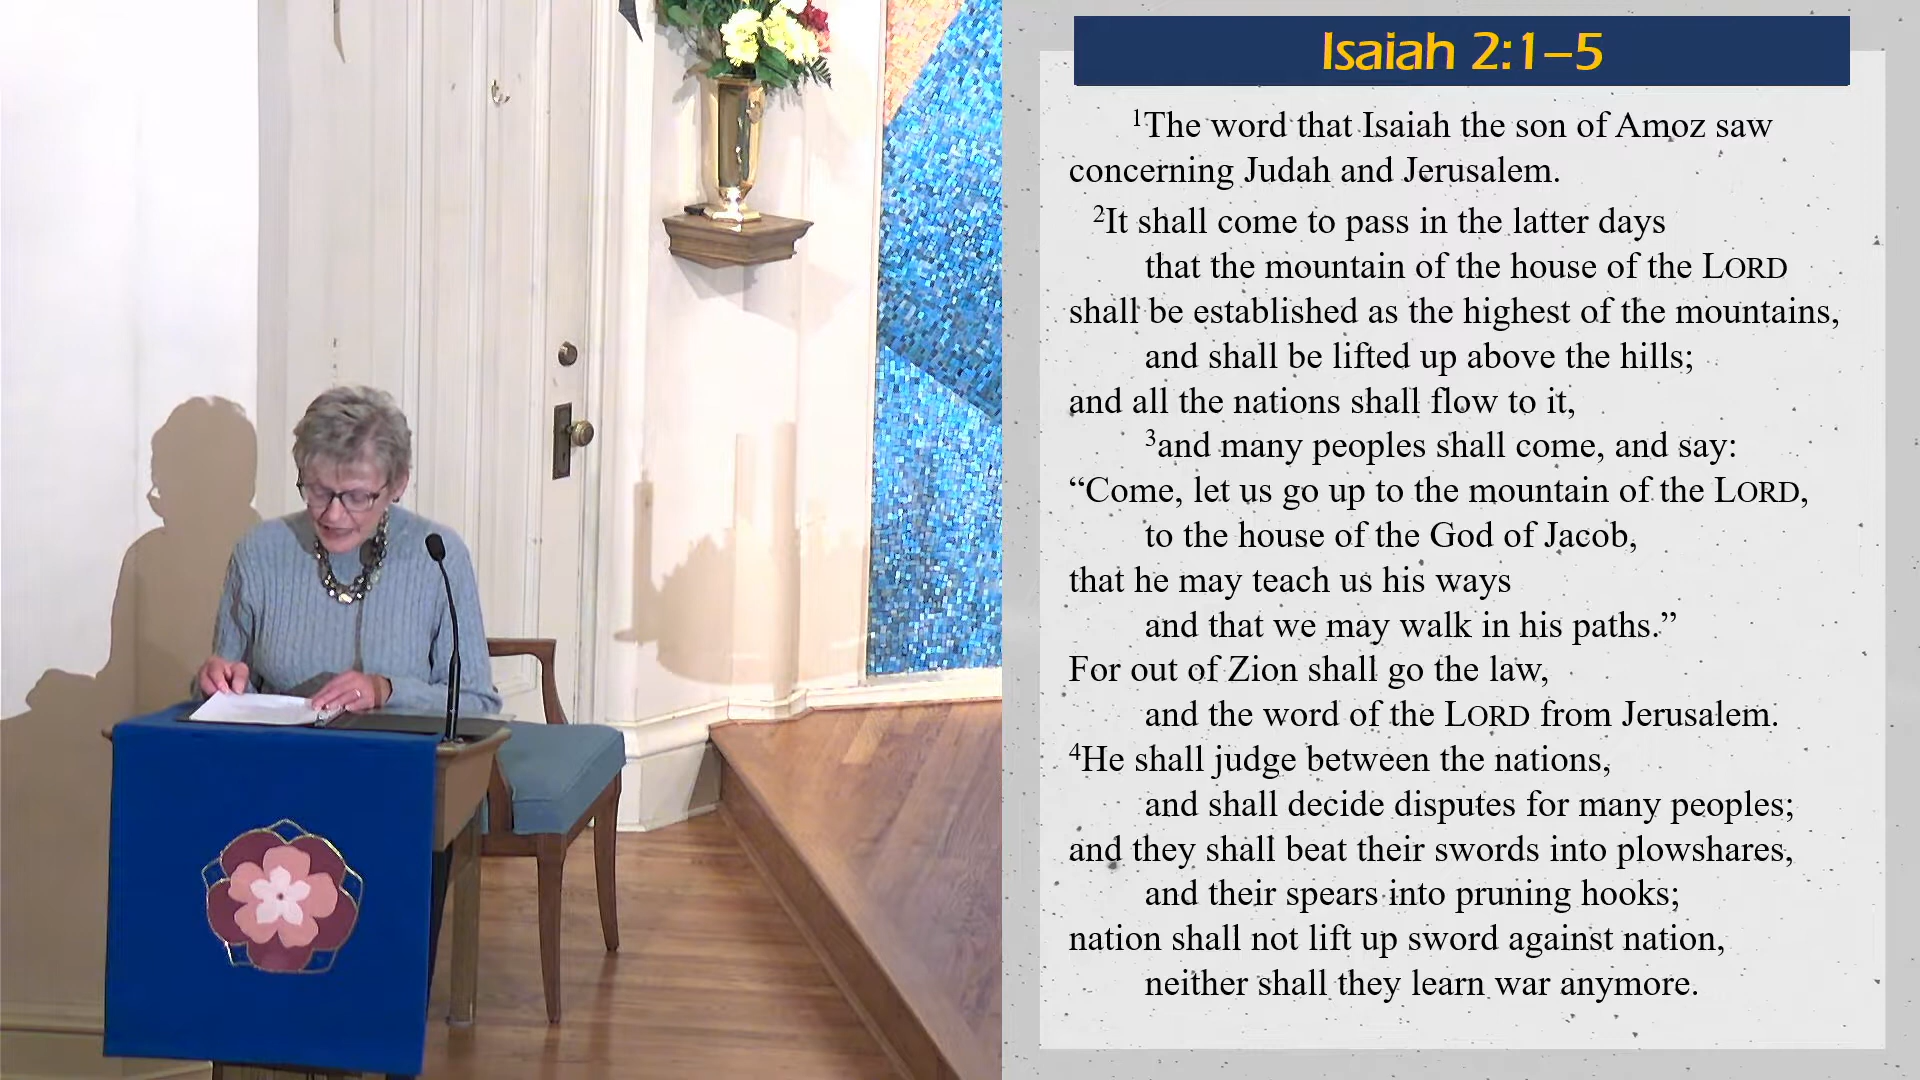 Isaiah 2:1–5
¹The word that Isaiah the son of Amoz saw
concerning Judah and Jerusalem.
²It shall come to pass in the latter days
that the mountain of the house of the LORD
shall be established as the highest of the mountains,
and shall be lifted up above the hills;
and all the nations shall flow to it,
³and many peoples shall come, and say:
“Come, let us go up to the mountain of the LORD,
to the house of the God of Jacob,
that he may teach us his ways
and that we may walk in his paths.”
For out of Zion shall go the law,
and the word of the LORD from Jerusalem.
⁴He shall judge between the nations,
and shall decide disputes for many peoples;
and they shall beat their swords into plowshares,
and their spears into pruning hooks;
nation shall not lift up sword against nation,
neither shall they learn war anymore.